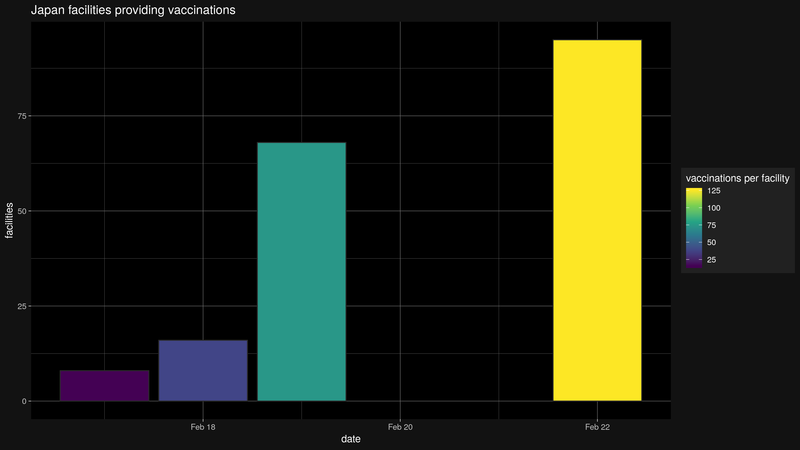 Japan facilities providing vaccinations
facilities
75
50
25
0
Feb 18
Feb 20
Feb 22
date
vaccinations per facility
125
100
75
50
25